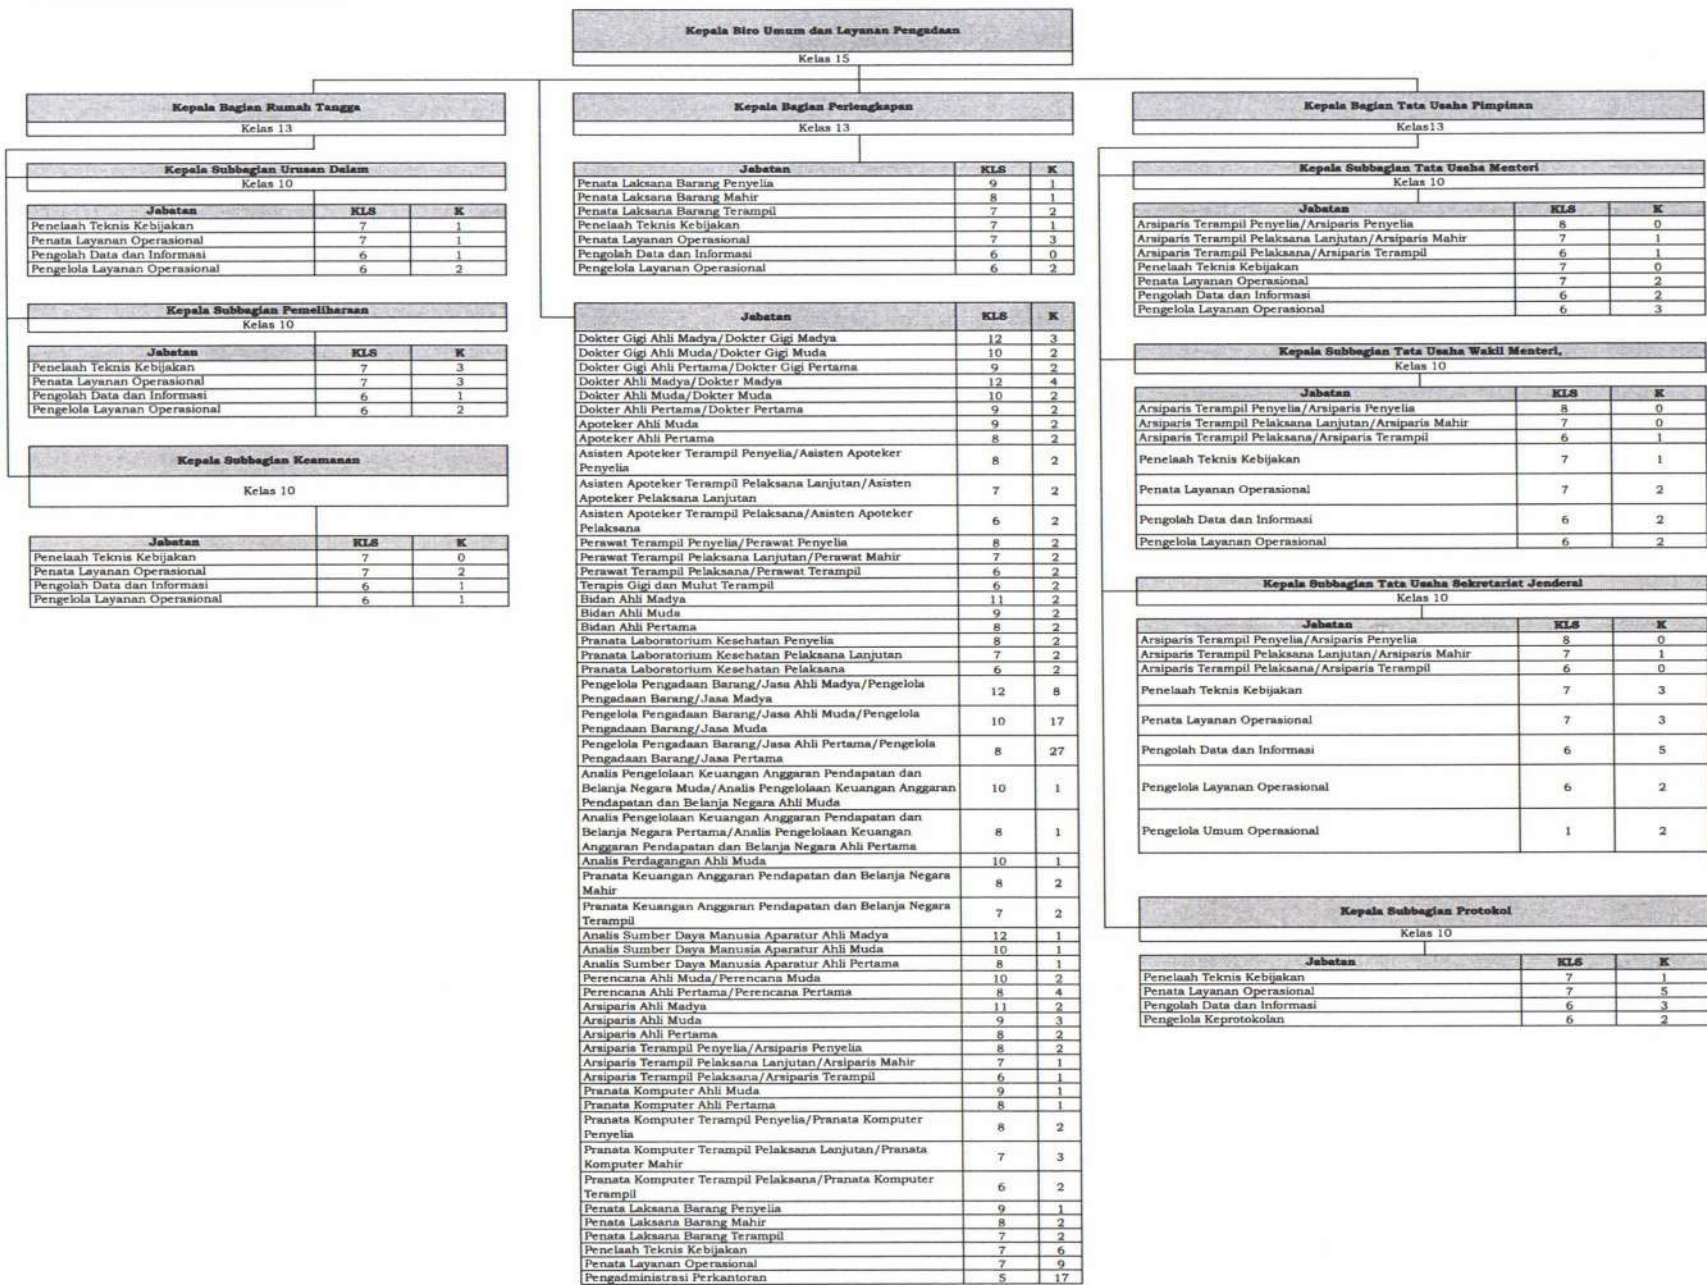 Kepala Biro Umum dan Layanan Pengadaan
Kelas 15
Kepala Bagian Rumah Tangga
Kelas 13
Kepala Subbagian Urusan Dalam
Kelas 10
Jabatan KLS K
Penelaah Teknis Kebijakan 7 1
Penata Layanan Operasional 7 1
Pengolah Data dan Informasi 6 1
Pengelola Layanan Operasional 6 2
Kepala Subbagian Pemeliharaan
Kelas 10
Jabatan KLS K
Penelaah Teknis Kebijakan 7 3
Penata Layanan Operasional 7 3
Pengolah Data dan Informasi 6 1
Pengelola Layanan Operasional 6 2
Kepala Subbagian Keamanan
Kelas 10
Jabatan KLS K
Penelaah Teknis Kebijakan 7 0
Penata Layanan Operasional 7 2
Pengolah Data dan Informasi 6 1
Pengelola Layanan Operasional 6 1
Kepala Bagian Perlengkapan
Kelas 13
Jabatan KLS K
Penata Laksana Barang Penyelia 9 1
Penata Laksana Barang Mahir 8 1
Penata Laksana Barang Terampil 7 2
Penelaah Teknis Kebijakan 7 1
Penata Layanan Operasional 7 3
Pengolah Data dan Informasi 6 0
Pengelola Layanan Operasional 6 2
Jabatan KLS K
Dokter Gigi Ahli Madya/Dokter Gigi Madya 12 3
Dokter Gigi Ahli Muda/Dokter Gigi Muda 10 2
Dokter Gigi Ahli Pertama/Dokter Gigi Pertama 9 2
Dokter Ahli Madya/Dokter Madya 12 4
Dokter Ahli Muda/Dokter Muda 10 2
Dokter Ahli Pertama/Dokter Pertama 9 2
Apoteker Ahli Muda 9 2
Apoteker Ahli Pertama 8 2
Asisten Apoteker Terampil Penyelia/Asisten Apoteker
Penyelia 8 2
Asisten Apoteker Terampil Pelaksana Lanjutan/Asisten
Apoteker Pelaksana Lanjutan 7 2
Asisten Apoteker Terampil Pelaksana/Asisten Apoteker
Pelaksana 6 2
Perawat Terampil Penyelia/Perawat Penyelia 8 2
Perawat Terampil Pelaksana Lanjutan/Perawat Mahir 7 2
Perawat Terampil Pelaksana/Perawat Terampil 6 2
Terapis Gigi dan Mulut Terampil 6 2
Bidan Ahli Madya 11 2
Bidan Ahli Muda 9 2
Bidan Ahli Pertama 8 2
Pranata Laboratorium Kesehatan Penyelia 8 2
Pranata Laboratorium Kesehatan Pelaksana Lanjutan 7 2
Pranata Laboratorium Kesehatan Pelaksana 6 2
Pengelola Pengadaan Barang/Jasa Ahli Madya/Pengelola
Pengadaan Barang/Jasa Madya 12 8
Pengelola Pengadaan Barang/Jasa Ahli Muda/Pengelola
Pengadaan Barang/Jasa Muda 10 17
Pengelola Pengadaan Barang/Jasa Ahli Pertama/Pengelola
Pengadaan Barang/Jasa Pertama 8 27
Analis Pengelolaan Keuangan Anggaran Pendapatan dan
Belanja Negara Muda/Analis Pengelolaan Keuangan Anggaran
Pendapatan dan Belanja Negara Ahli Muda 10 1
Analis Pengelolaan Keuangan Anggaran Pendapatan dan
Belanja Negara Pertama/Analis Pengelolaan Keuangan
Anggaran Pendapatan dan Belanja Negara Ahli Pertama 8 1
Analis Perdagangan Ahli Muda 10 1
Pranata Keuangan Anggaran Pendapatan dan Belanja Negara
Mahir 8 2
Pranata Keuangan Anggaran Pendapatan dan Belanja Negara
Terampil 7 2
Analis Sumber Daya Manusia Aparatur Ahli Madya 12 1
Analis Sumber Daya Manusia Aparatur Ahli Muda 10 1
Analis Sumber Daya Manusia Aparatur Ahli Pertama 8 1
Perencana Ahli Muda/Perencana Muda 10 2
Perencana Ahli Pertama/Perencana Pertama 8 4
Arsiparis Ahli Madya 11 2
Arsiparis Ahli Muda 9 3
Arsiparis Ahli Pertama 8 2
Arsiparis Terampil Penyelia/Arsiparis Penyelia 8 2
Arsiparis Terampil Pelaksana Lanjutan/Arsiparis Mahir 7 1
Arsiparis Terampil Pelaksana/Arsiparis Terampil 6 1
Pranata Komputer Ahli Muda 9 1
Pranata Komputer Ahli Pertama 8 1
Pranata Komputer Terampil Penyelia/Pranata Komputer
Penyelia 8 2
Pranata Komputer Terampil Pelaksana Lanjutan/Pranata
Komputer Mahir 7 3
Pranata Komputer Terampil Pelaksana/Pranata Komputer
Terampil 6 2
Penata Laksana Barang Penyelia 9 1
Penata Laksana Barang Mahir 8 2
Penata Laksana Barang Terampil 7 2
Penelaah Teknis Kebijakan 7 6
Penata Layanan Operasional 7 9
Pengadministrasi Perkantoran 5 17
Kepala Bagian Tata Usaha Pimpinan
Kelas13
Kepala Subbagian Tata Usaha Menteri
Kelas 10
Jabatan KLS K
Arsiparis Terampil Penyelia/Arsiparis Penyelia 8 0
Arsiparis Terampil Pelaksana Lanjutan/Arsiparis Mahir 7 1
Arsiparis Terampil Pelaksana/Arsiparis Terampil 6 1
Penelaah Teknis Kebijakan 7 0
Penata Layanan Operasional 7 2
Pengolah Data dan Informasi 6 2
Pengelola Layanan Operasional 6 3
Kepala Subbagian Tata Usaha Wakil Menteri,
Kelas 10
Jabatan KLS K
Arsiparis Terampil Penyelia/Arsiparis Penyelia 8 0
Arsiparis Terampil Pelaksana Lanjutan/Arsiparis Mahir 7 0
Arsiparis Terampil Pelaksana/Arsiparis Terampil 6 1
Penelaah Teknis Kebijakan 7 1
Penata Layanan Operasional 7 2
Pengolah Data dan Informasi 6 2
Pengelola Layanan Operasional 6 2
Kepala Subbagian Tata Usaha Sekretariat Jenderal
Kelas 10
Jabatan KLS K
Arsiparis Terampil Penyelia/Arsiparis Penyelia 8 0
Arsiparis Terampil Pelaksana Lanjutan/Arsiparis Mahir 7 1
Arsiparis Terampil Pelaksana/Arsiparis Terampil 6 0
Penelaah Teknis Kebijakan 7 3
Penata Layanan Operasional 7 3
Pengolah Data dan Informasi 6 5
Pengelola Layanan Operasional 6 2
Pengelola Umum Operasional 1 2
Kepala Subbagian Protokol
Kelas 10
Jabatan KLS K
Penelaah Teknis Kebijakan 7 1
Penata Layanan Operasional 7 5
Pengolah Data dan Informasi 6 3
Pengelola Keprotokolan 6 2